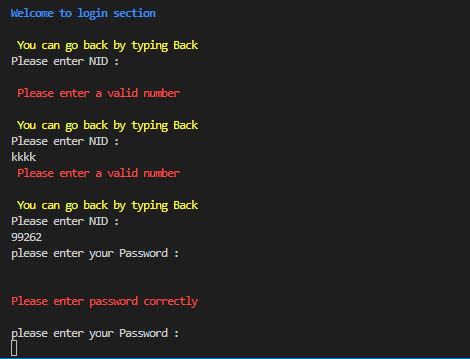 Welcome to login section
You can go back by typing Back
Please enter NID :
Please enter a valid number
You can go back by typing Back
Please enter NID :
kkkk
Please enter a valid number
You can go back by typing Back
Please enter NID :
99262
please enter your Password :
Please enter password correctly
please enter your Password :